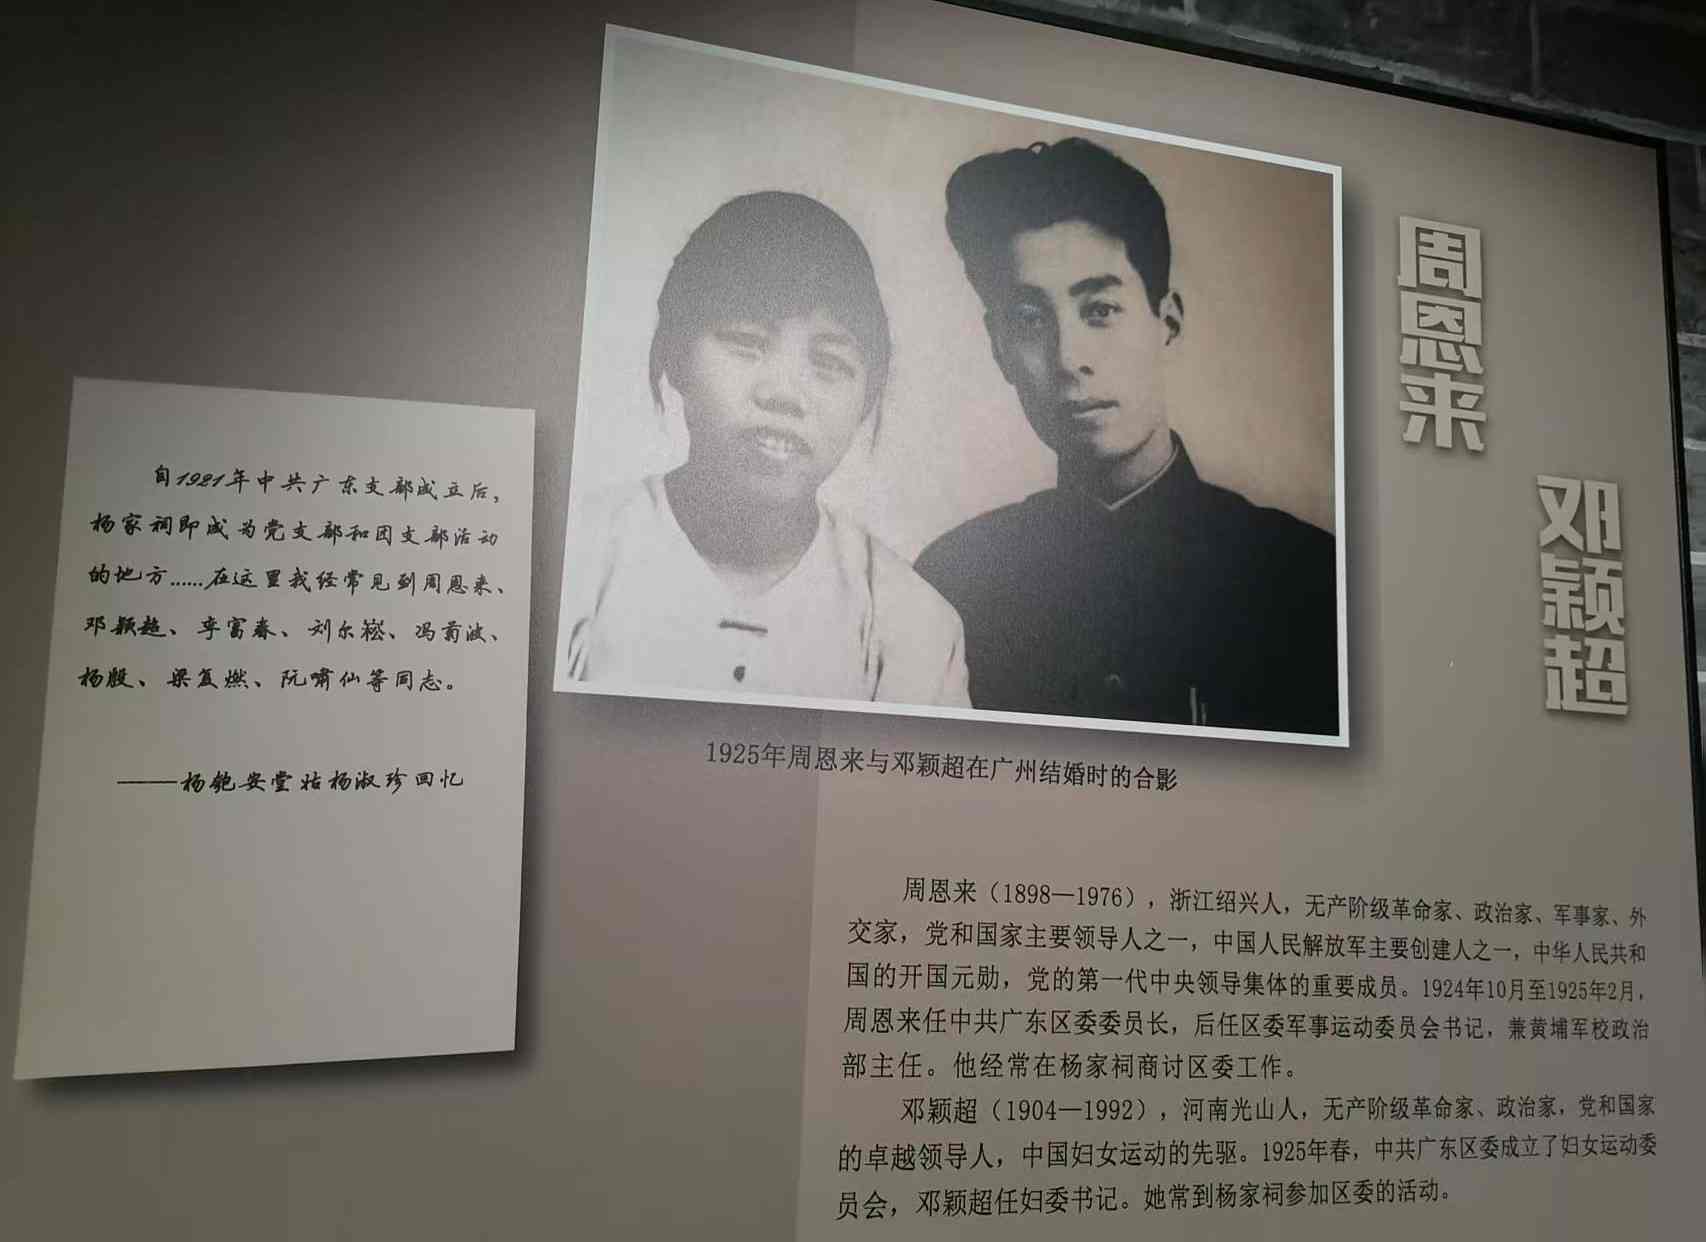 自1921年中共广东支部成立后，
杨家祠即成为党支部和团支部活动
的地方……在这里我经常见到周恩来、
邓颖超、李富春、刘尔崧、冯菊波、
杨殷、梁复燃、阮啸仙等同志。
——杨匏安堂姑杨淑珍回忆
周恩来
邓颖超
1925年周恩来与邓颖超在广州结婚时的合影
周恩来（1898—1976），浙江绍兴人，无产阶级革命家、政治家、军事家、外
交家，党和国家主要领导人之一，中国人民解放军主要创建人之一，中华人民共和
国的开国元勋，党的第一代中央领导集体的重要成员。1924年10月至1925年2月，
周恩来任中共广东区委委员长，后任区委军事运动委员会书记，兼黄埔军校政治
部主任。他经常在杨家祠商讨区委工作。
邓颖超（1904—1992），河南光山人，无产阶级革命家、政治家，党和国家
的卓越领导人，中国妇女运动的先驱。1925年春，中共广东区委成立了妇女运动委
员会，邓颖超任妇委书记。她常到杨家祠参加区委的活动。